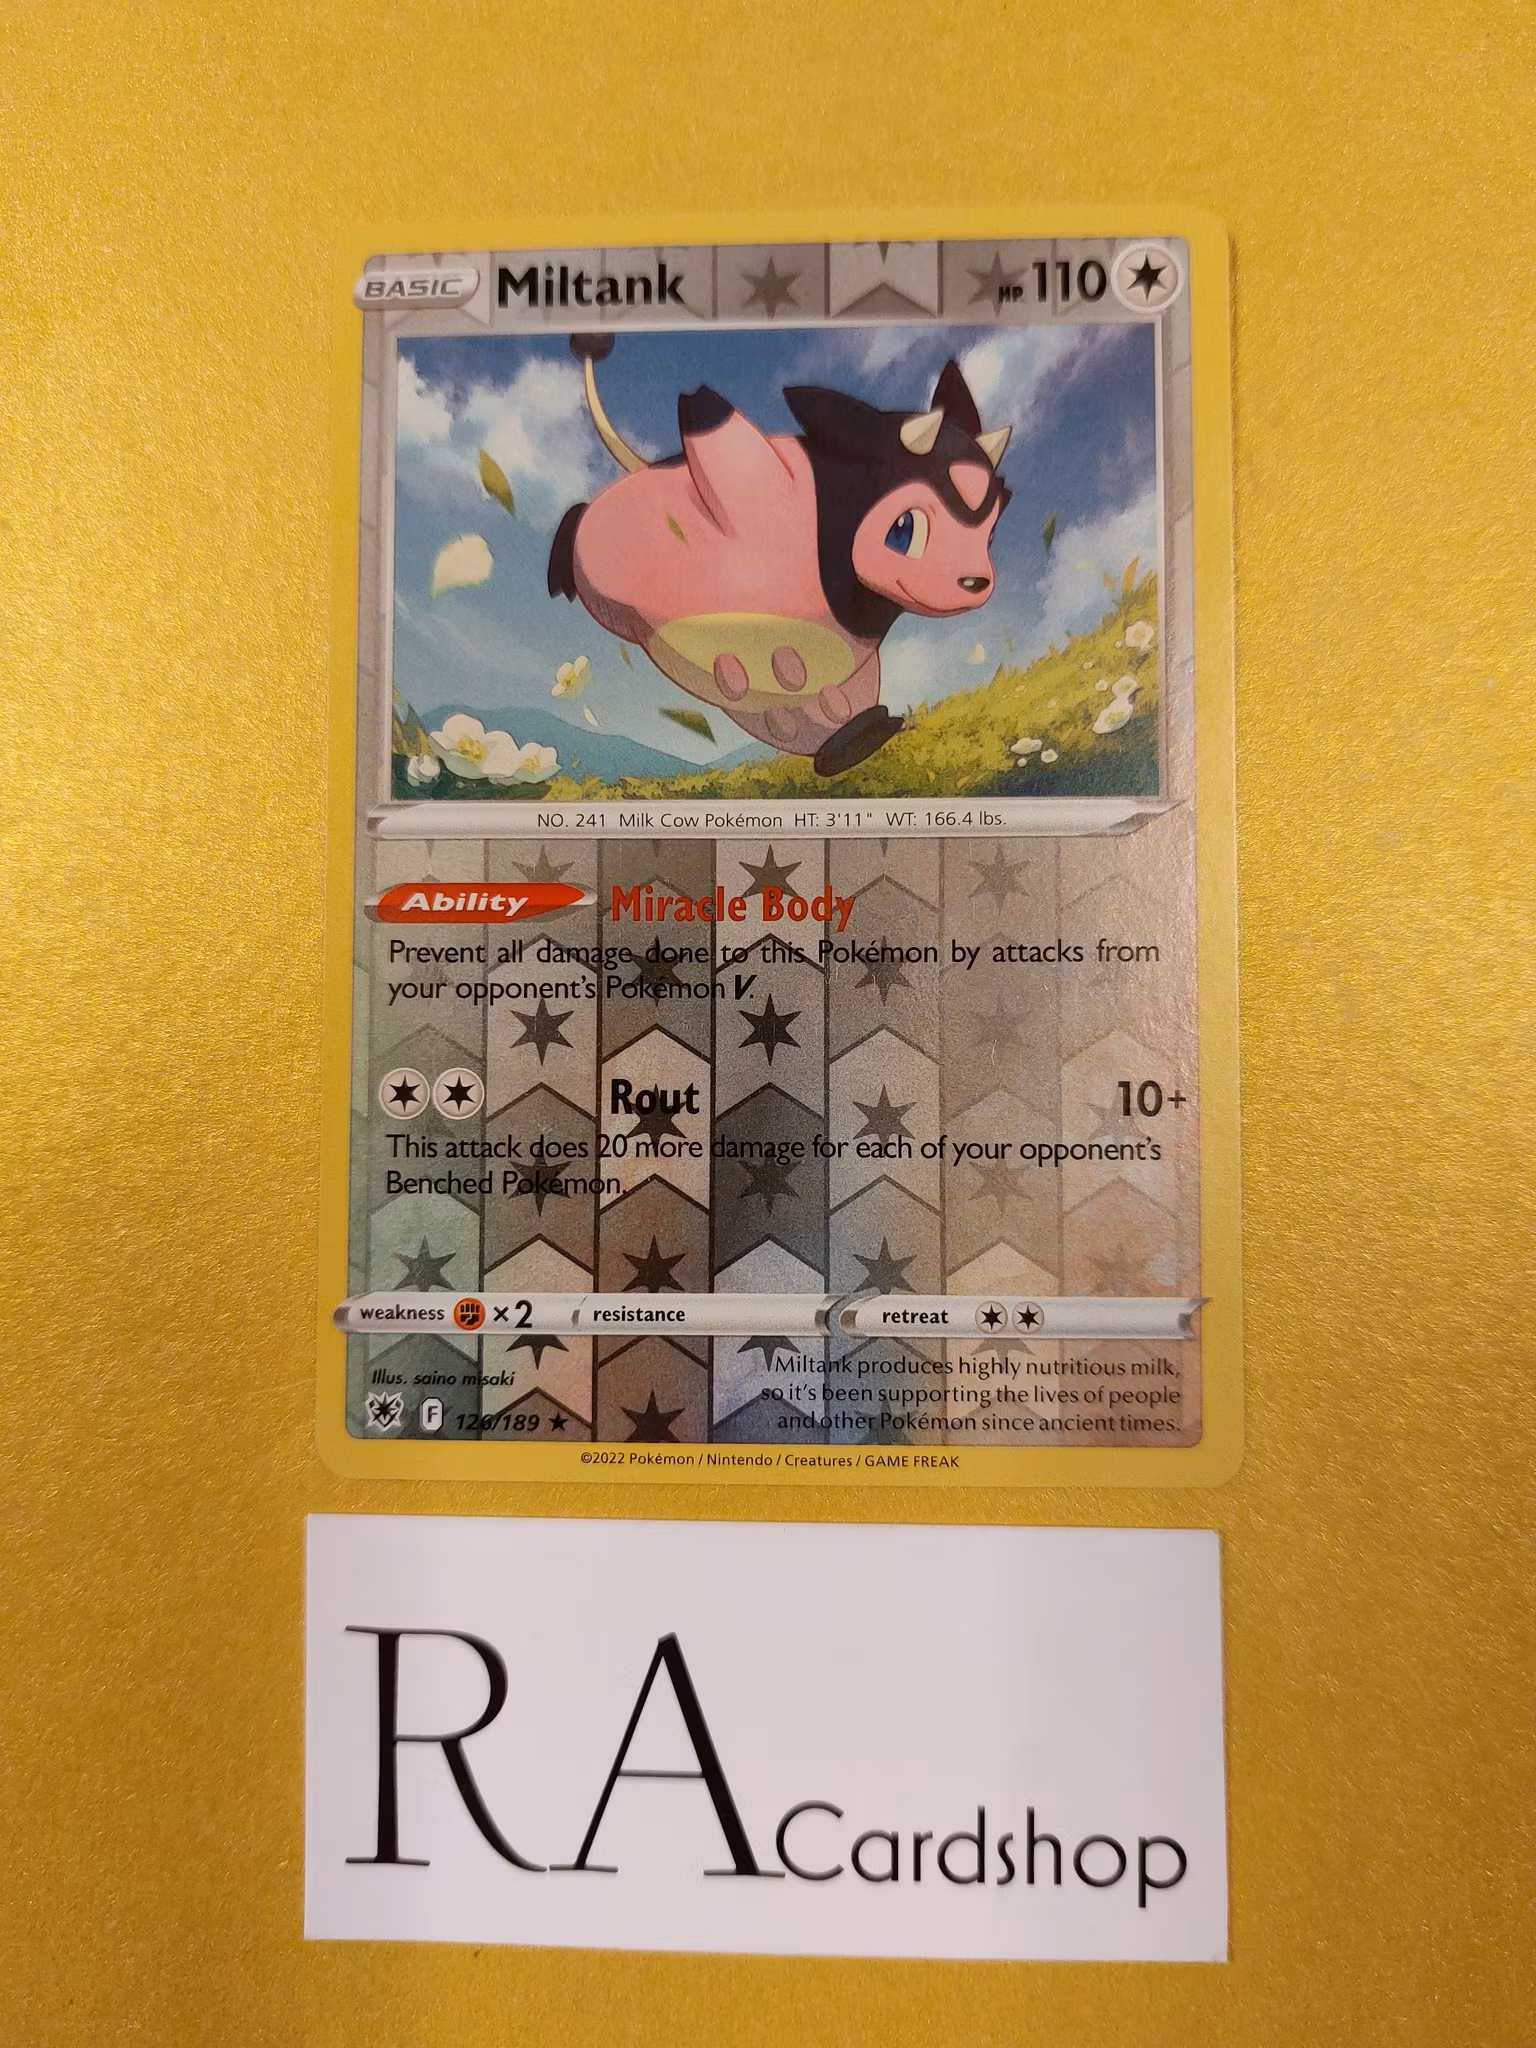 BASIC Miltank HP 110
NO. 241 Milk Cow Pokémon HT: 3'11" WT: 166.4 lbs.
Ability Miracle Body
Prevent all damage done to this Pokémon by attacks from
your opponent's Pokémon V.
Rout 10+
This attack does 20 more damage for each of your opponent's
Benched Pokémon.
weakness ×2 resistance retreat
Illus. saino misaki
F 126/189 ★
Miltank produces highly nutritious milk,
so it's been supporting the lives of people
and other Pokémon since ancient times.
©2022 Pokémon / Nintendo / Creatures / GAME FREAK
RA Cardshop